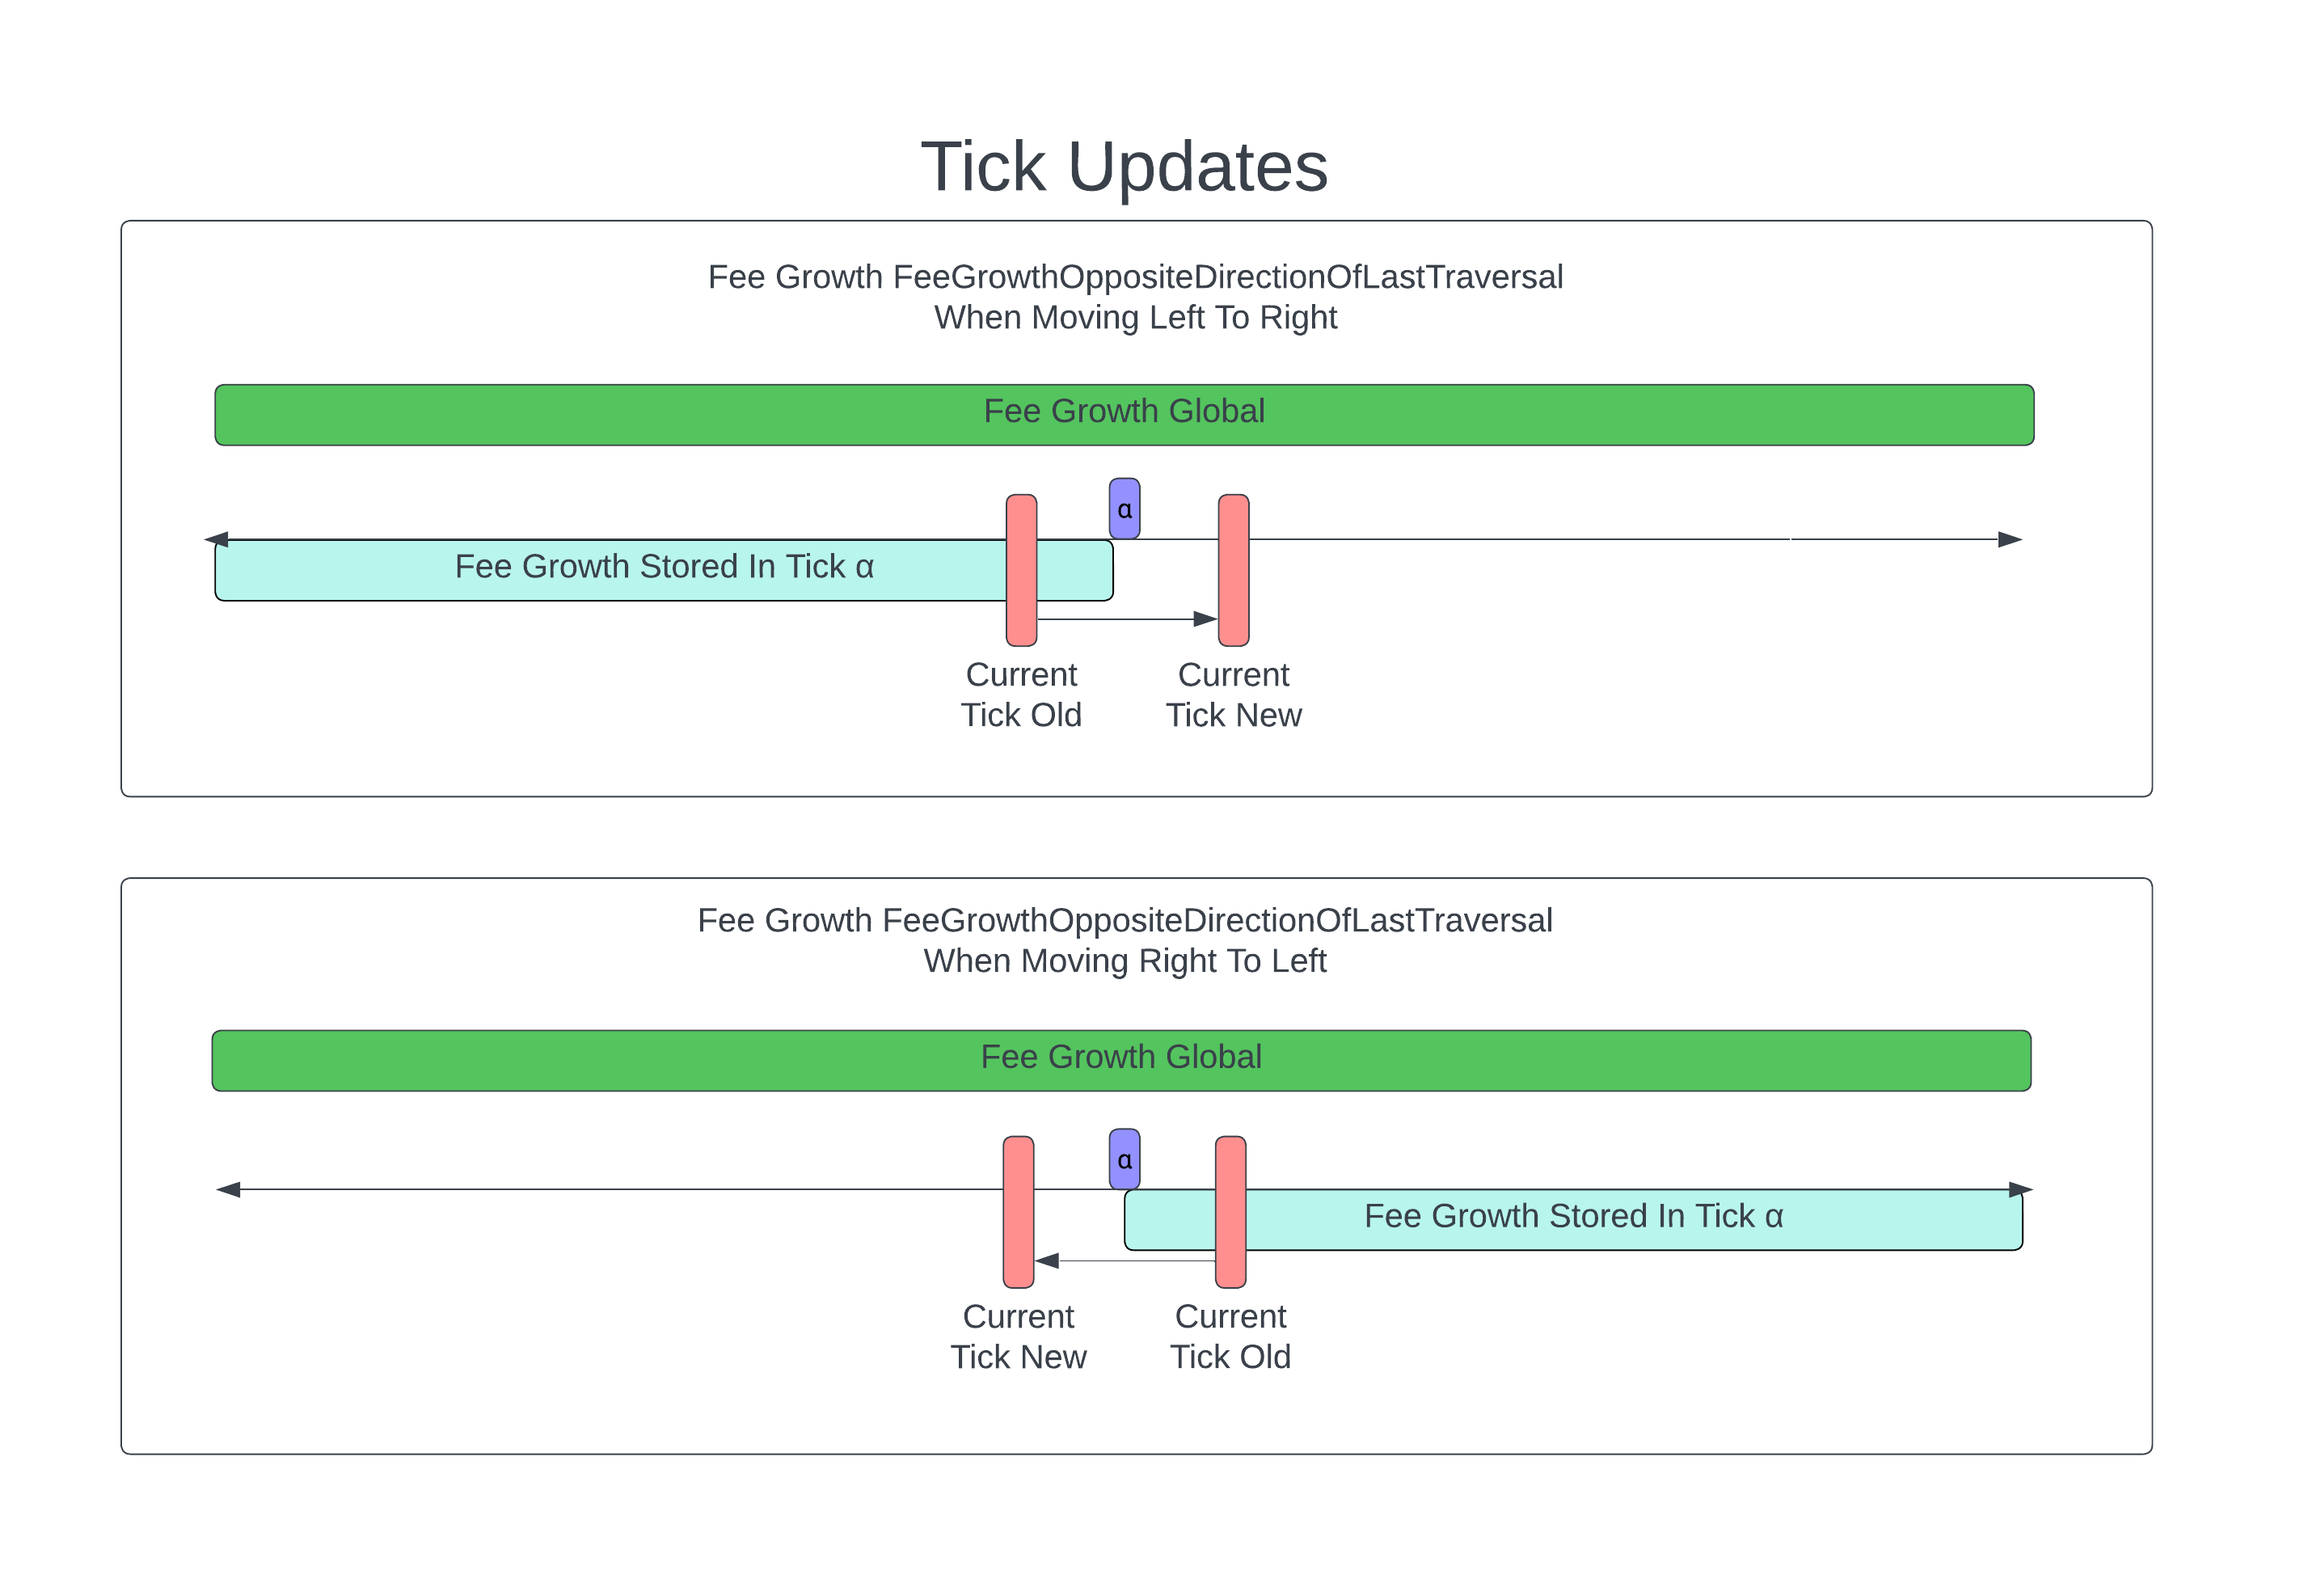 Tick Updates
Fee Growth FeeGrowthOppositeDirectionOfLastTraversal
When Moving Left To Right
Fee Growth Global
α
Fee Growth Stored In Tick α
Current
Tick Old
Current
Tick New
Fee Growth FeeGrowthOppositeDirectionOfLastTraversal
When Moving Right To Left
Fee Growth Global
α
Fee Growth Stored In Tick α
Current
Tick New
Current
Tick Old